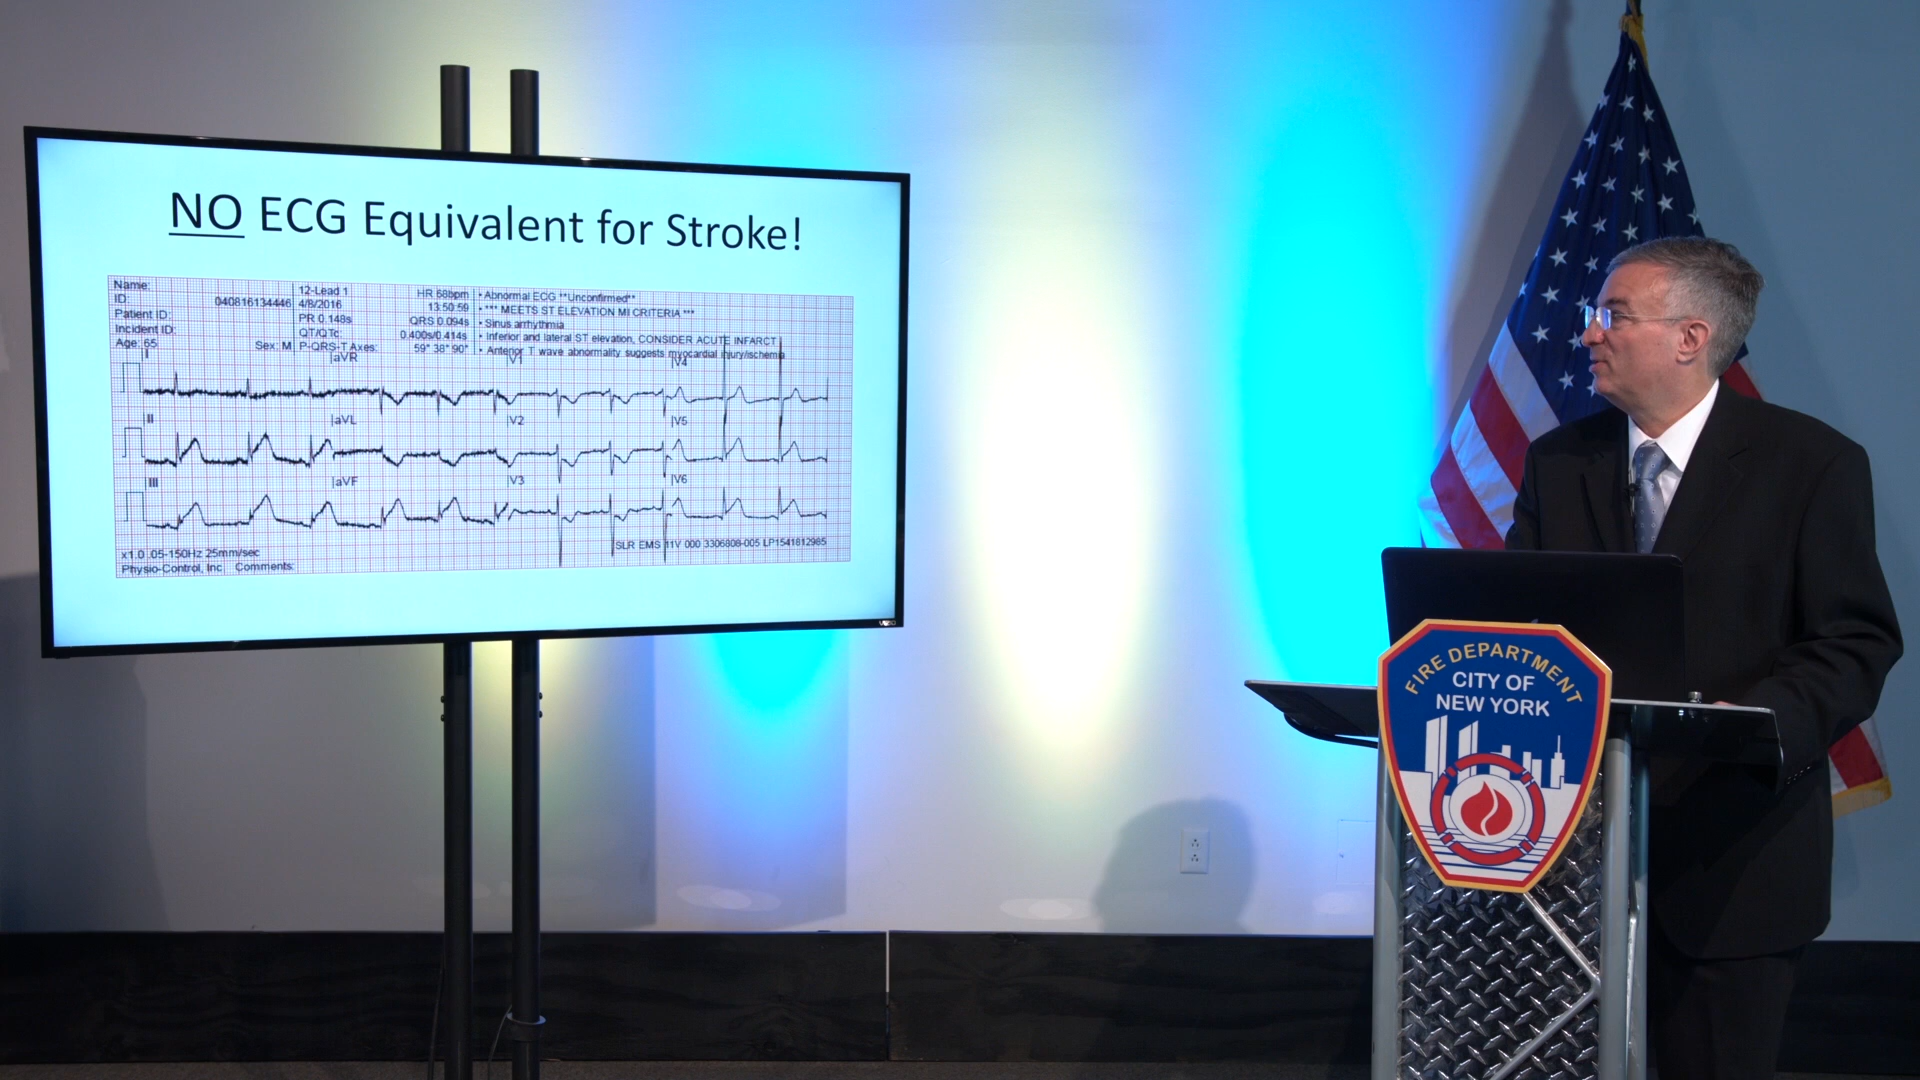 NO ECG Equivalent for Stroke!
Name:
ID: 040816134446
Patient ID:
Incident ID:
Age: 65 Sex: M
12-Lead 1
4/8/2016
PR 0.148s
QT/QTc:
P-QRS-T Axes:
HR 68bpm
13:50:59
QRS 0.094s
0.400s/0.414s
59° 38° 90°
• Abnormal ECG **Unconfirmed**
• *** MEETS ST ELEVATION MI CRITERIA ***
• Sinus arrhythmia
• Inferior and lateral ST elevation, CONSIDER ACUTE INFARCT
• Anterior T wave abnormality suggests myocardial injury/ischemia
I aVR V1 V4
II aVL V2 V5
III aVF V3 V6
SLR EMS 11V 000 3306808-005 LP1541812985
x1.0 .05-150Hz 25mm/sec
Physio-Control, Inc Comments:
VIZIO
FIRE DEPARTMENT
CITY OF
NEW YORK